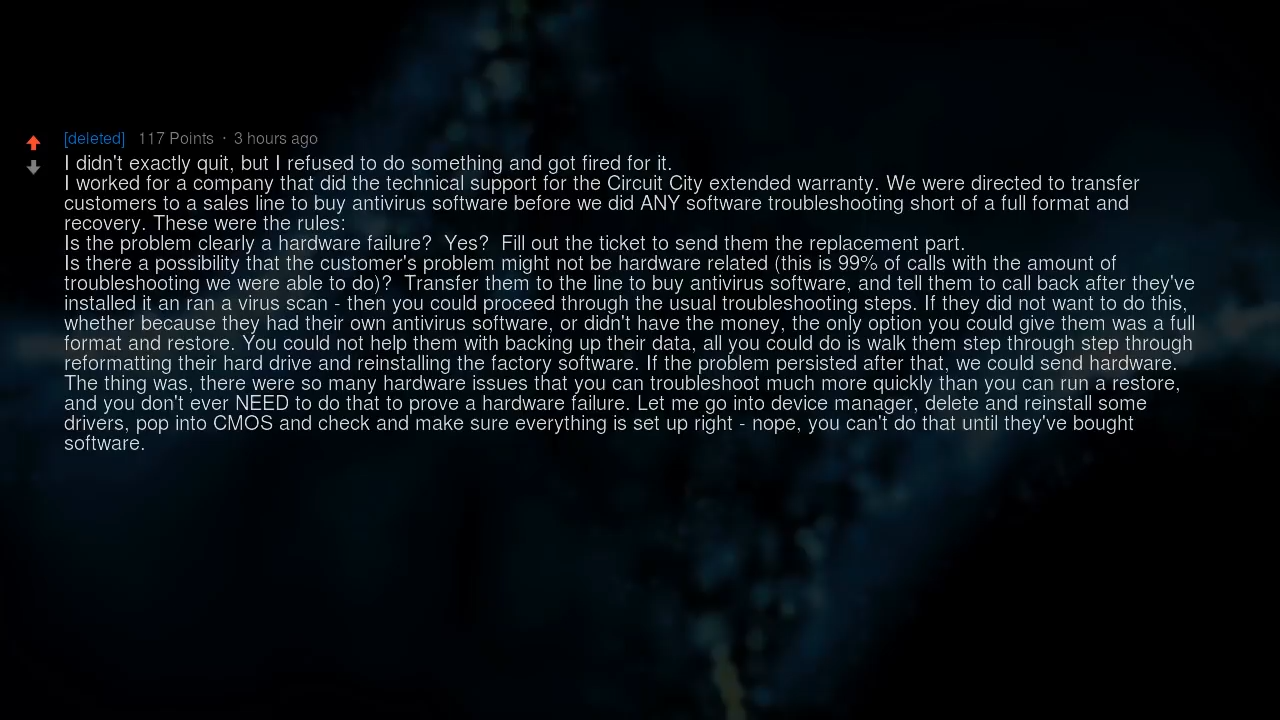 [deleted] 117 Points · 3 hours ago
I didn't exactly quit, but I refused to do something and got fired for it.
I worked for a company that did the technical support for the Circuit City extended warranty. We were directed to transfer
customers to a sales line to buy antivirus software before we did ANY software troubleshooting short of a full format and
recovery. These were the rules:
Is the problem clearly a hardware failure?  Yes?  Fill out the ticket to send them the replacement part.
Is there a possibility that the customer's problem might not be hardware related (this is 99% of calls with the amount of
troubleshooting we were able to do)?  Transfer them to the line to buy antivirus software, and tell them to call back after they've
installed it an ran a virus scan - then you could proceed through the usual troubleshooting steps. If they did not want to do this,
whether because they had their own antivirus software, or didn't have the money, the only option you could give them was a full
format and restore. You could not help them with backing up their data, all you could do is walk them step through step through
reformatting their hard drive and reinstalling the factory software. If the problem persisted after that, we could send hardware.
The thing was, there were so many hardware issues that you can troubleshoot much more quickly than you can run a restore,
and you don't ever NEED to do that to prove a hardware failure. Let me go into device manager, delete and reinstall some
drivers, pop into CMOS and check and make sure everything is set up right - nope, you can't do that until they've bought
software.